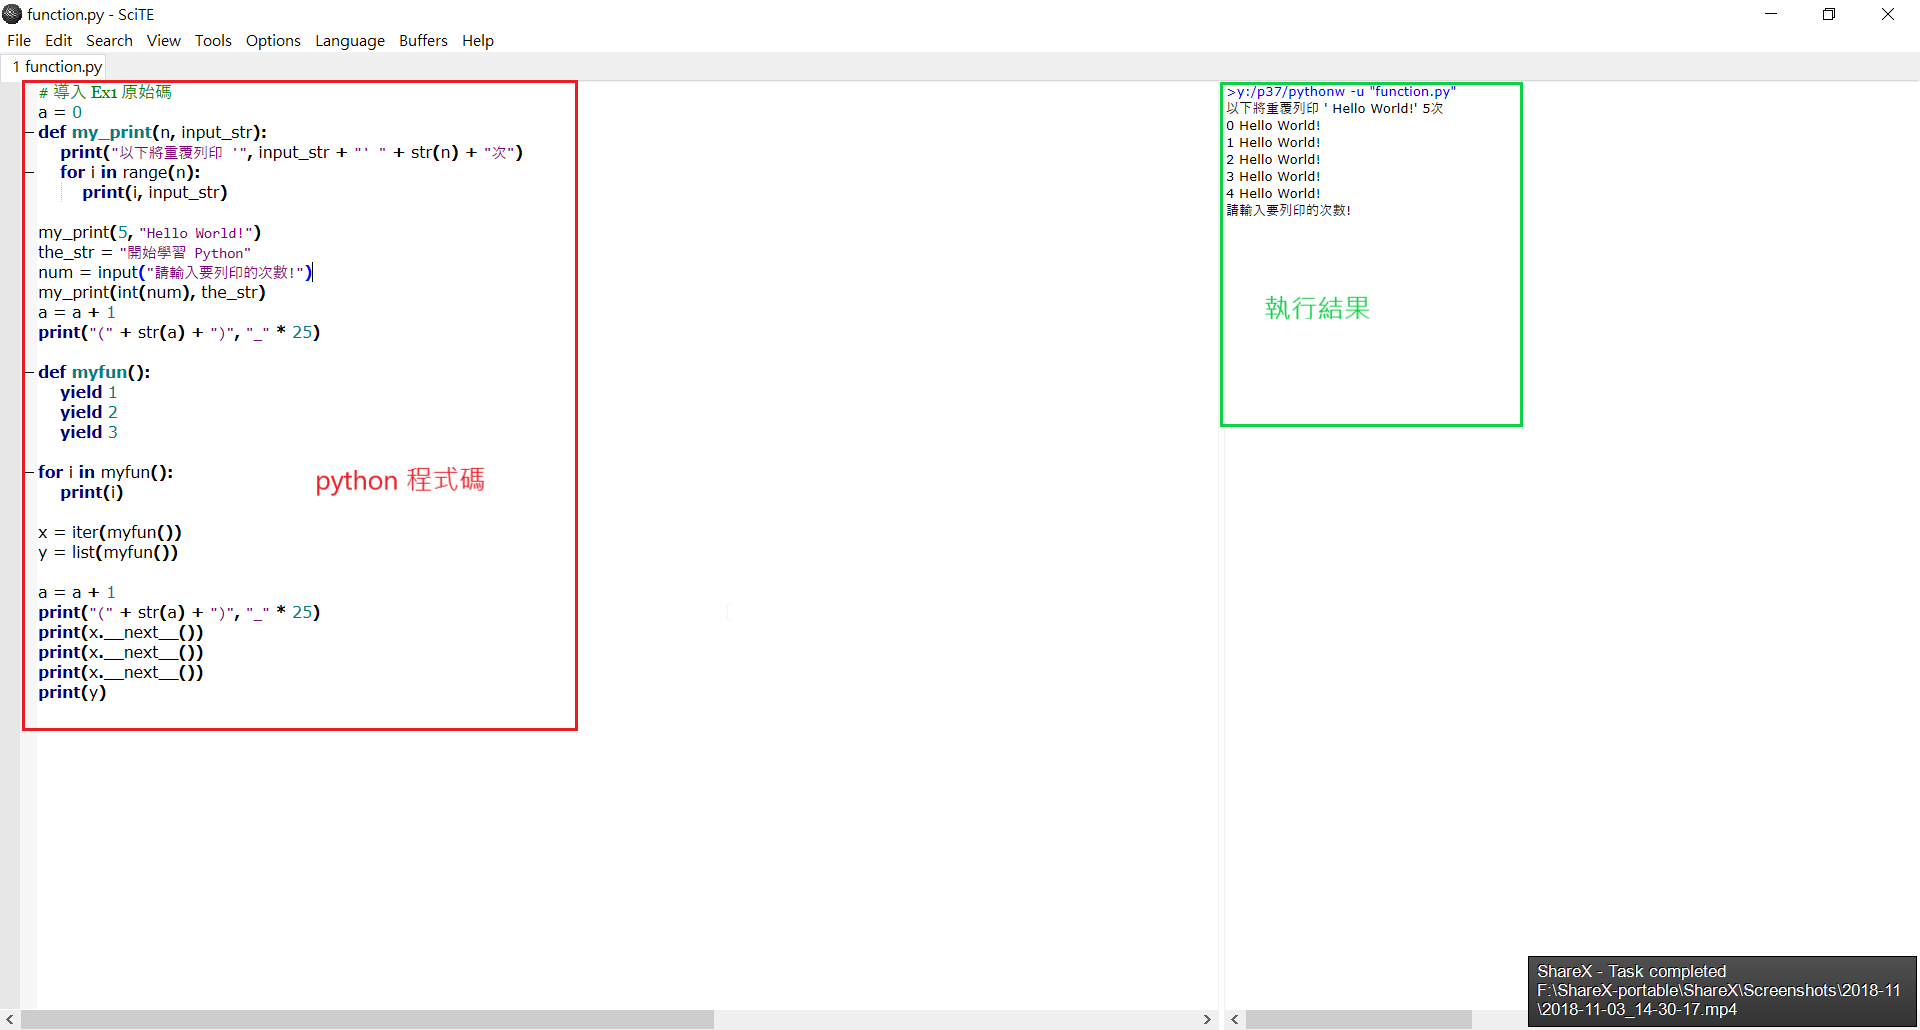 function.py - SciTE
File Edit Search View Tools Options Language Buffers Help
1 function.py
# 導入 Ex1 原始碼
a = 0
def my_print(n, input_str):
    print("以下將重覆列印 '", input_str + "' " + str(n) + "次")
    for i in range(n):
        print(i, input_str)
my_print(5, "Hello World!")
the_str = "開始學習 Python"
num = input("請輸入要列印的次數!")
my_print(int(num), the_str)
a = a + 1
print("(" + str(a) + ")", "_" * 25)
def myfun():
    yield 1
    yield 2
    yield 3
for i in myfun():
    print(i)
python 程式碼
x = iter(myfun())
y = list(myfun())
a = a + 1
print("(" + str(a) + ")", "_" * 25)
print(x.__next__())
print(x.__next__())
print(x.__next__())
print(y)
>y:/p37/pythonw -u "function.py"
以下將重覆列印 ' Hello World!' 5次
0 Hello World!
1 Hello World!
2 Hello World!
3 Hello World!
4 Hello World!
請輸入要列印的次數!
執行結果
ShareX - Task completed
F:\ShareX-portable\ShareX\Screenshots\2018-11
\2018-11-03_14-30-17.mp4